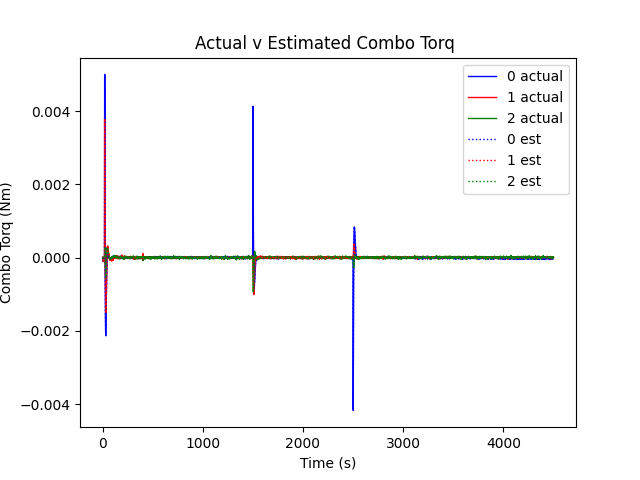 Actual v Estimated Combo Torq
0 actual
1 actual
2 actual
0 est
1 est
2 est
0.004
0.002
0.000
−0.002
−0.004
Combo Torq (Nm)
0
1000
2000
3000
4000
Time (s)